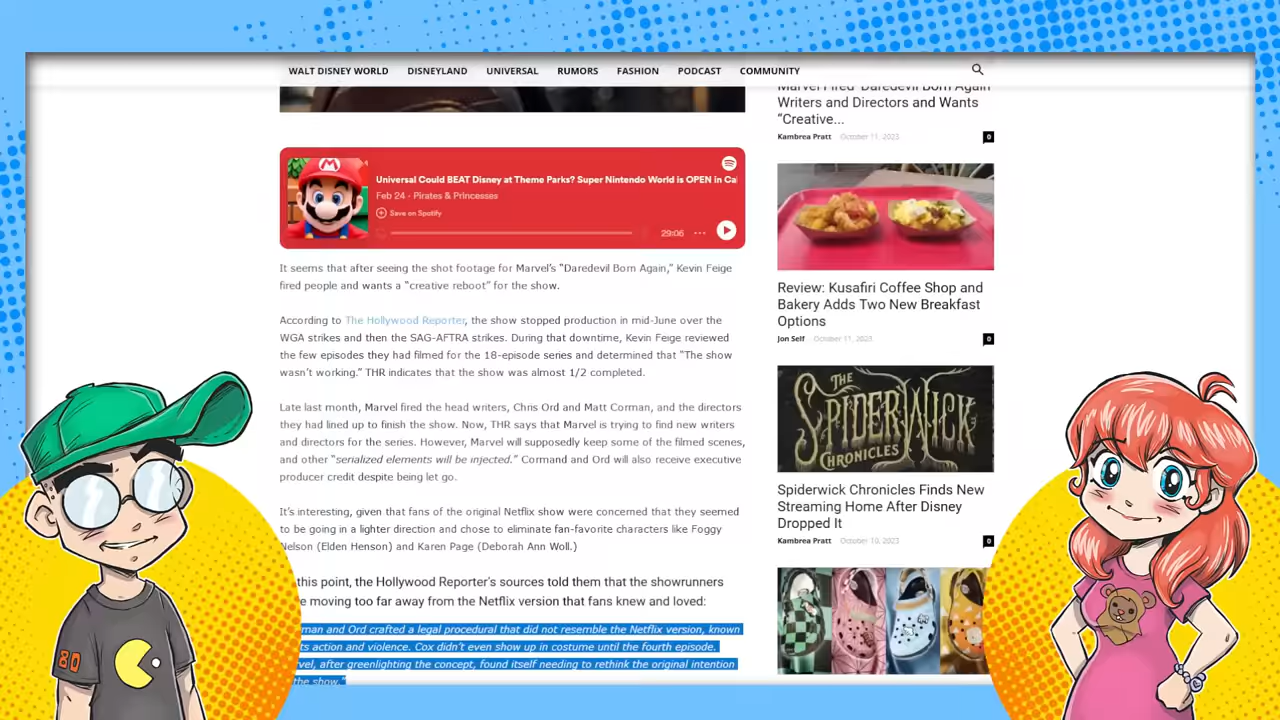 WALT DISNEY WORLD DISNEYLAND UNIVERSAL RUMORS FASHION PODCAST COMMUNITY
Universal Could BEAT Disney at Theme Parks? Super Nintendo World is OPEN in Ca
Feb 24 - Pirates & Princesses
Save on Spotify
29:06
It seems that after seeing the shot footage for Marvel's "Daredevil Born Again," Kevin Feige
fired people and wants a "creative reboot" for the show.
According to The Hollywood Reporter, the show stopped production in mid-June over the
WGA strikes and then the SAG-AFTRA strikes. During that downtime, Kevin Feige reviewed
the few episodes they had filmed for the 18-episode series and determined that "The show
wasn't working." THR indicates that the show was almost 1/2 completed.
Late last month, Marvel fired the head writers, Chris Ord and Matt Corman, and the directors
they had lined up to finish the show. Now, THR says that Marvel is trying to find new writers
and directors for the series. However, Marvel will supposedly keep some of the filmed scenes,
and other "serialized elements will be injected." Cormand and Ord will also receive executive
producer credit despite being let go.
It's interesting, given that fans of the original Netflix show were concerned that they seemed
to be going in a lighter direction and chose to eliminate fan-favorite characters like Foggy
Nelson (Elden Henson) and Karen Page (Deborah Ann Woll.)
this point, the Hollywood Reporter's sources told them that the showrunners
e moving too far away from the Netflix version that fans knew and loved:
man and Ord crafted a legal procedural that did not resemble the Netflix version, known
ts action and violence. Cox didn't even show up in costume until the fourth episode.
vel, after greenlighting the concept, found itself needing to rethink the original intention
the show."
Marvel Fired 'Daredevil Born Again'
Writers and Directors and Wants
"Creative...
Kambrea Pratt October 11, 2023 0
Review: Kusafiri Coffee Shop and
Bakery Adds Two New Breakfast
Options
Jon Self October 11, 2023 0
THE
SPIDERWICK
CHRONICLES
Spiderwick Chronicles Finds New
Streaming Home After Disney
Dropped It
Kambrea Pratt October 10, 2023 0
80